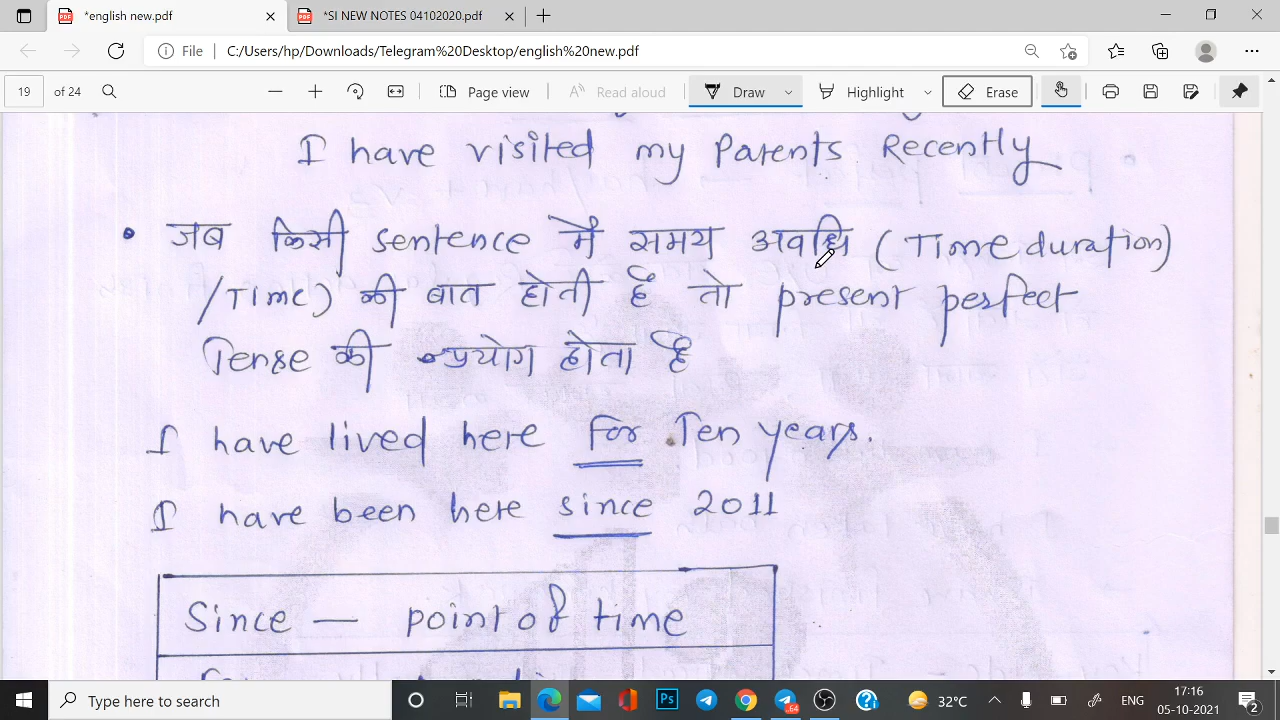 *english new.pdf
*SI NEW NOTES 04102020.pdf
File C:/Users/hp/Downloads/Telegram%20Desktop/english%20new.pdf
19 of 24 Page view Read aloud Draw Highlight Erase
I have visited my Parents Recently
• जब किसी sentence में समय अवधि (Time duration)
/Time) की बात होती है तो present perfect
Tense की प्रयोग होता है
I have lived here for Ten years.
I have been here since 2011
Since — point of time
Type here to search
Ps
64
32°C
ENG
17:16
05-10-2021
2